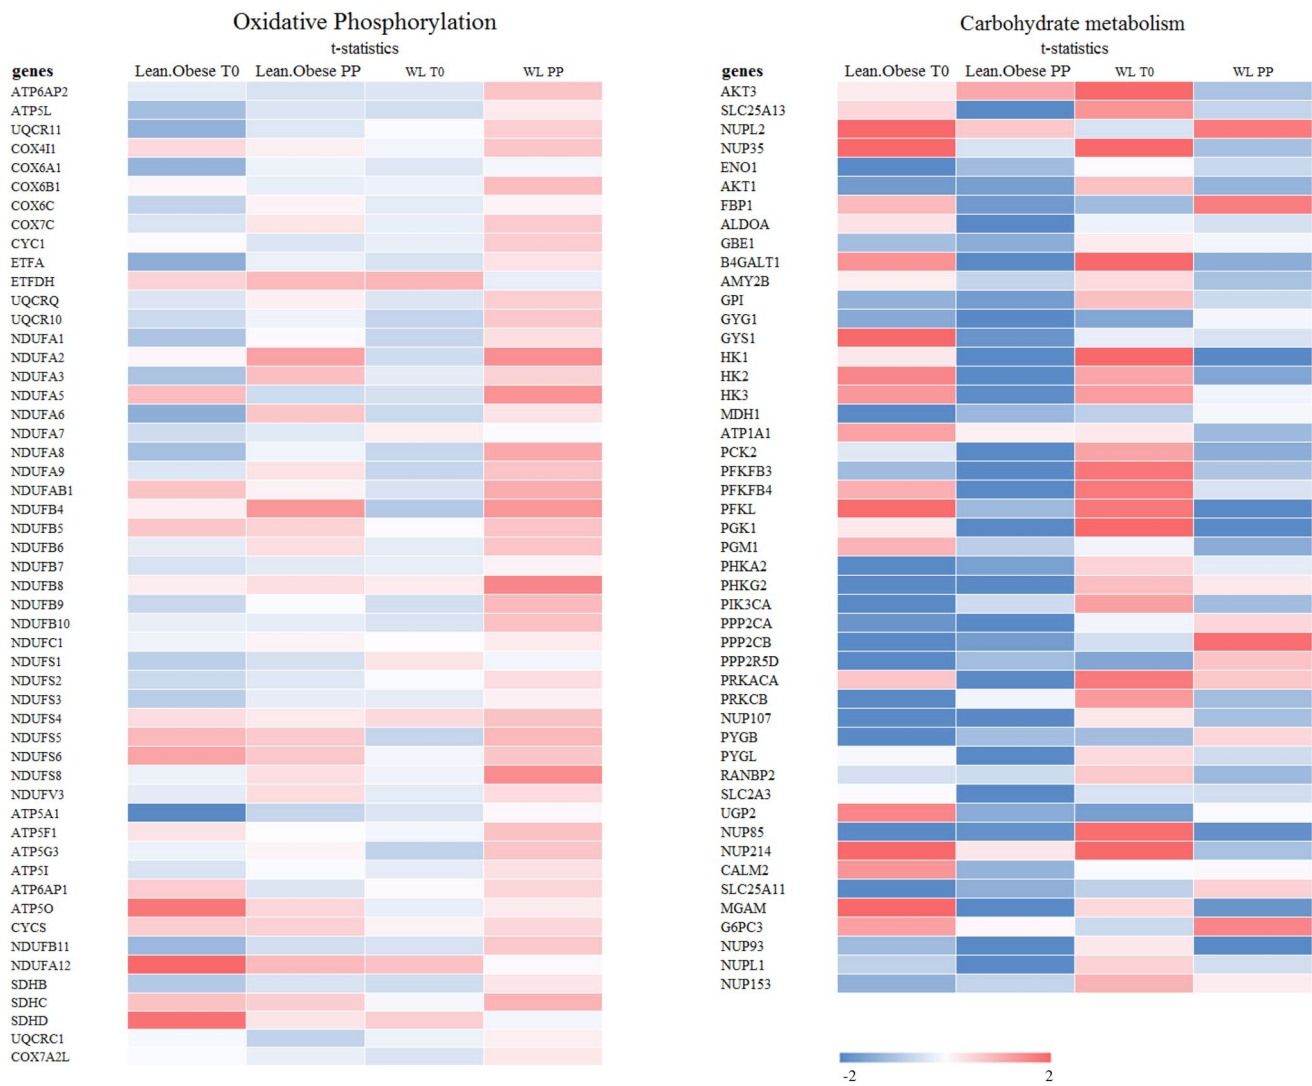 Oxidative Phosphorylation
t-statistics
genes Lean.Obese T0 Lean.Obese PP WL T0 WL PP
ATP6AP2
ATP5L
UQCR11
COX4I1
COX6A1
COX6B1
COX6C
COX7C
CYC1
ETFA
ETFDH
UQCRQ
UQCR10
NDUFA1
NDUFA2
NDUFA3
NDUFA5
NDUFA6
NDUFA7
NDUFA8
NDUFA9
NDUFAB1
NDUFB4
NDUFB5
NDUFB6
NDUFB7
NDUFB8
NDUFB9
NDUFB10
NDUFC1
NDUFS1
NDUFS2
NDUFS3
NDUFS4
NDUFS5
NDUFS6
NDUFS8
NDUFV3
ATP5A1
ATP5F1
ATP5G3
ATP5I
ATP6AP1
ATP5O
CYCS
NDUFB11
NDUFA12
SDHB
SDHC
SDHD
UQCRC1
COX7A2L
Carbohydrate metabolism
t-statistics
genes Lean.Obese T0 Lean.Obese PP WL T0 WL PP
AKT3
SLC25A13
NUPL2
NUP35
ENO1
AKT1
FBP1
ALDOA
GBE1
B4GALT1
AMY2B
GPI
GYG1
GYS1
HK1
HK2
HK3
MDH1
ATP1A1
PCK2
PFKFB3
PFKFB4
PFKL
PGK1
PGM1
PHKA2
PHKG2
PIK3CA
PPP2CA
PPP2CB
PPP2R5D
PRKACA
PRKCB
NUP107
PYGB
PYGL
RANBP2
SLC2A3
UGP2
NUP85
NUP214
CALM2
SLC25A11
MGAM
G6PC3
NUP93
NUPL1
NUP153
-2 2